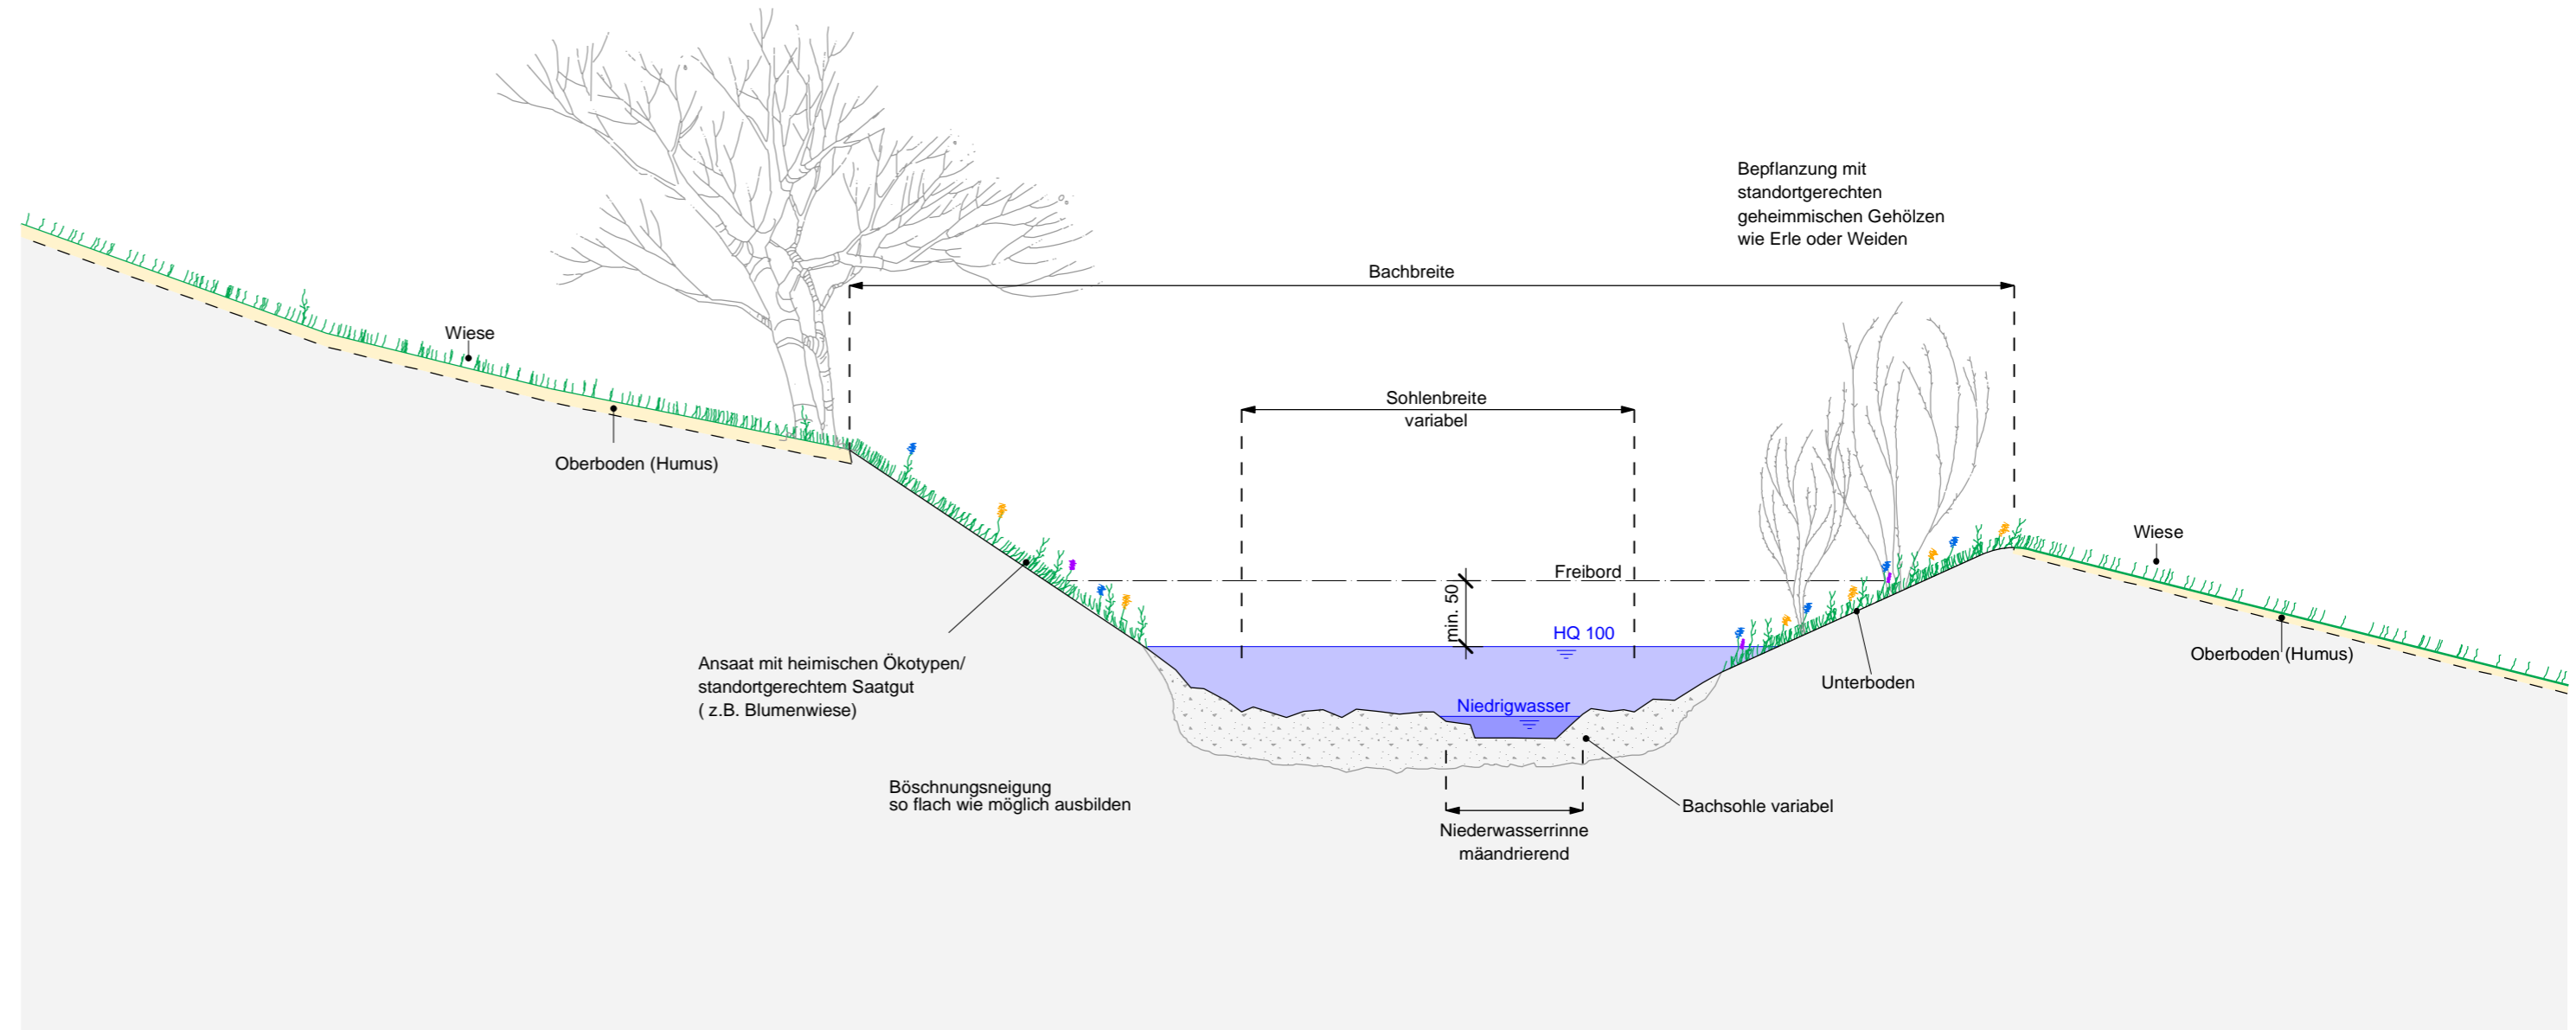 Bepflanzung mit
standortgerechten
geheimmischen Gehölzen
wie Erle oder Weiden
Bachbreite
Wiese
Sohlenbreite
variabel
Oberboden (Humus)
Wiese
Freibord
min. 50
HQ 100
Oberboden (Humus)
Ansaat mit heimischen Ökotypen/
standortgerechtem Saatgut
( z.B. Blumenwiese)
Unterboden
Niedrigwasser
Böschnungsneigung
so flach wie möglich ausbilden
Bachsohle variabel
Niederwasserrinne
mäandrierend